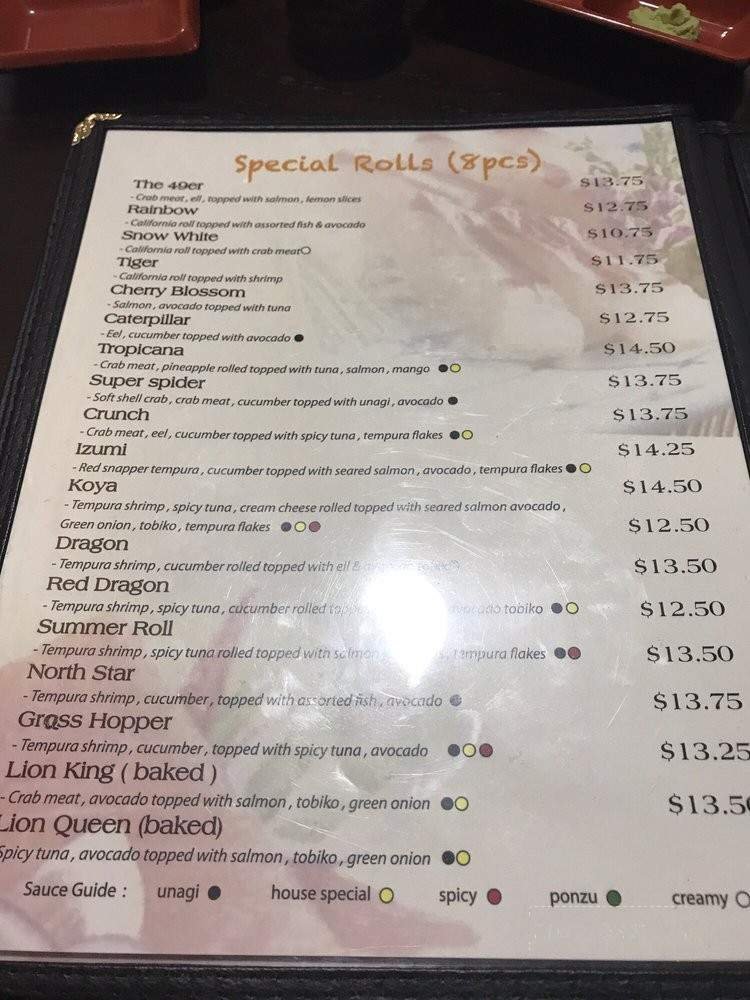 Special Rolls (8pcs)
The 49er $13.75
- Crab meat, ell, topped with salmon, lemon slices
Rainbow $12.75
- California roll topped with assorted fish & avocado
Snow White $10.75
- California roll topped with crab meat
Tiger $11.75
- California roll topped with shrimp
Cherry Blossom $13.75
- Salmon, avocado topped with tuna
Caterpillar $12.75
- Eel, cucumber topped with avocado
Tropicana $14.50
- Crab meat, pineapple rolled topped with tuna, salmon, mango
Super spider $13.75
- Soft shell crab, crab meat, cucumber topped with unagi, avocado
Crunch $13.75
- Crab meat, eel, cucumber topped with spicy tuna, tempura flakes
Izumi $14.25
- Red snapper tempura, cucumber topped with seared salmon, avocado, tempura flakes
Koya $14.50
- Tempura shrimp, spicy tuna, cream cheese rolled topped with seared salmon avocado,
Green onion, tobiko, tempura flakes $12.50
Dragon
- Tempura shrimp, cucumber rolled topped with ell & $13.50
Red Dragon
- Tempura shrimp, spicy tuna, cucumber rolled avocado tobiko $12.50
Summer Roll
- Tempura shrimp, spicy tuna rolled topped with salmon tempura flakes $13.50
North Star
- Tempura shrimp, cucumber, topped with assorted fish, avocado $13.75
Grass Hopper
- Tempura shrimp, cucumber, topped with spicy tuna, avocado $13.25
Lion King ( baked )
- Crab meat, avocado topped with salmon, tobiko, green onion $13.5
Lion Queen (baked)
Spicy tuna, avocado topped with salmon, tobiko, green onion
Sauce Guide : unagi house special spicy ponzu creamy